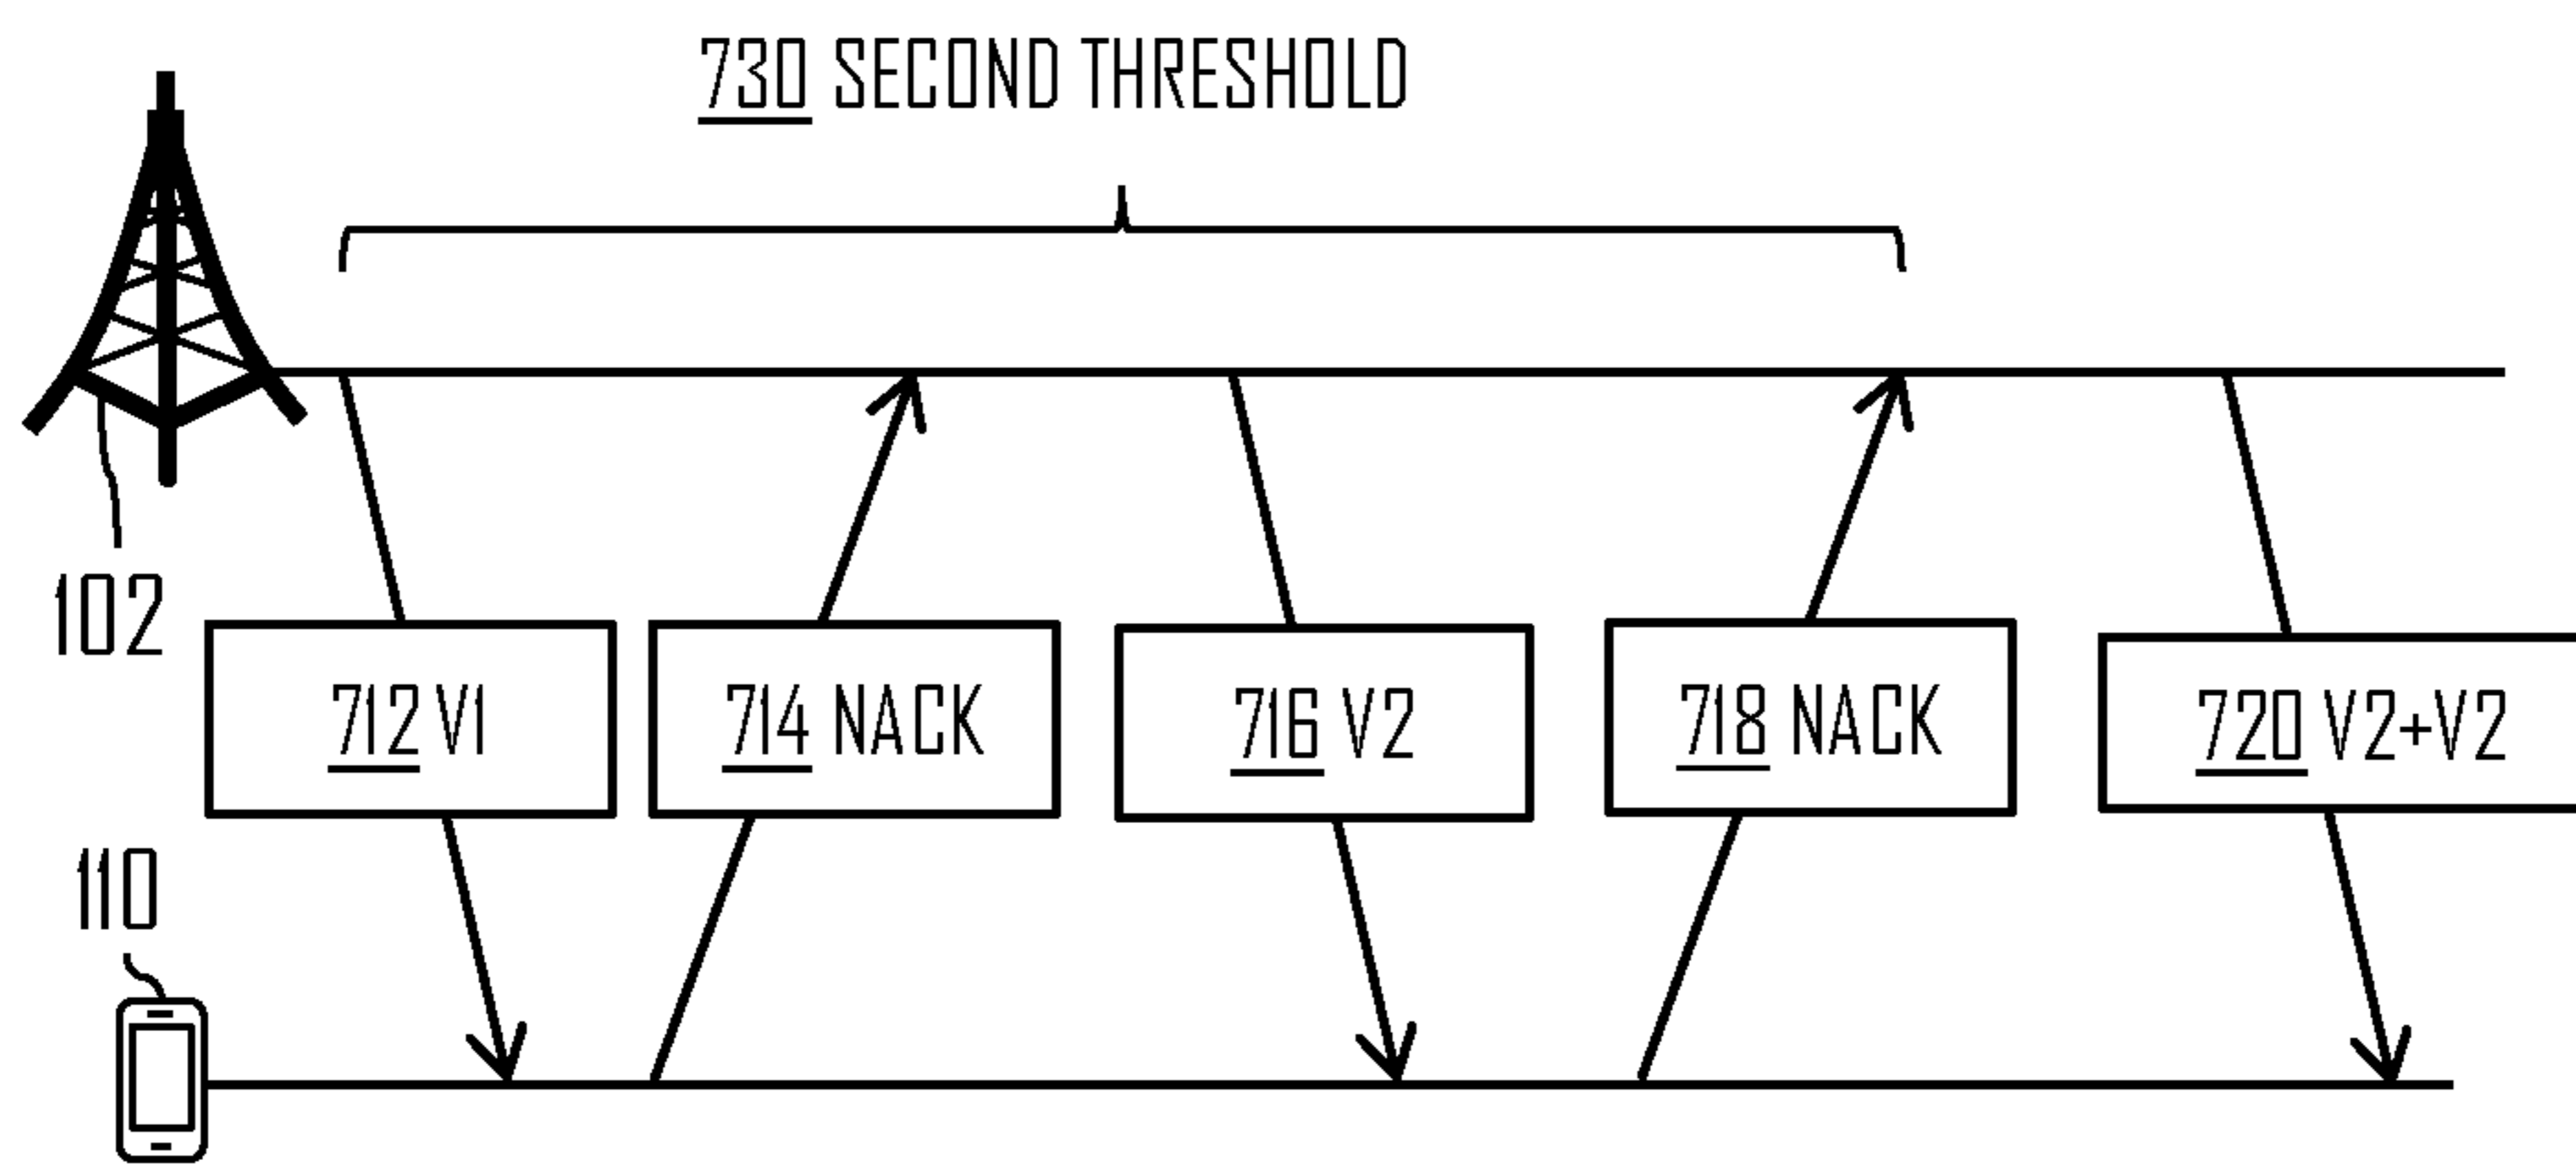 730 SECOND THRESHOLD
102
712 V1
714 NACK
716 V2
718 NACK
720 V2+V2
110